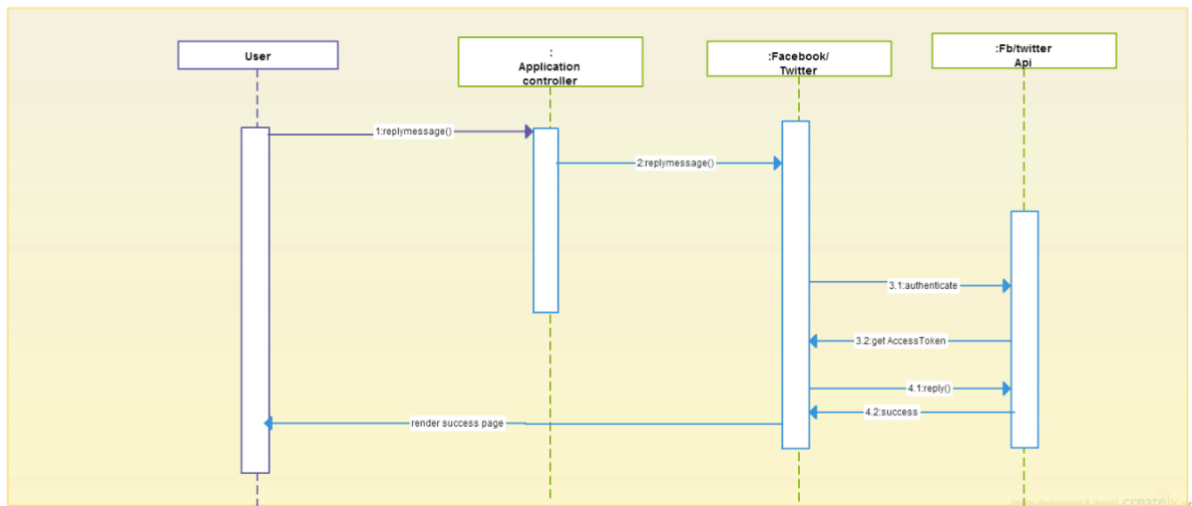 User
:
Application
controller
:Facebook/
Twitter
:Fb/twitter
Api
1:replymessage()
2:replymessage()
3.1:authenticate
3.2:get AccessToken
4.1:reply()
4.2:success
render success page